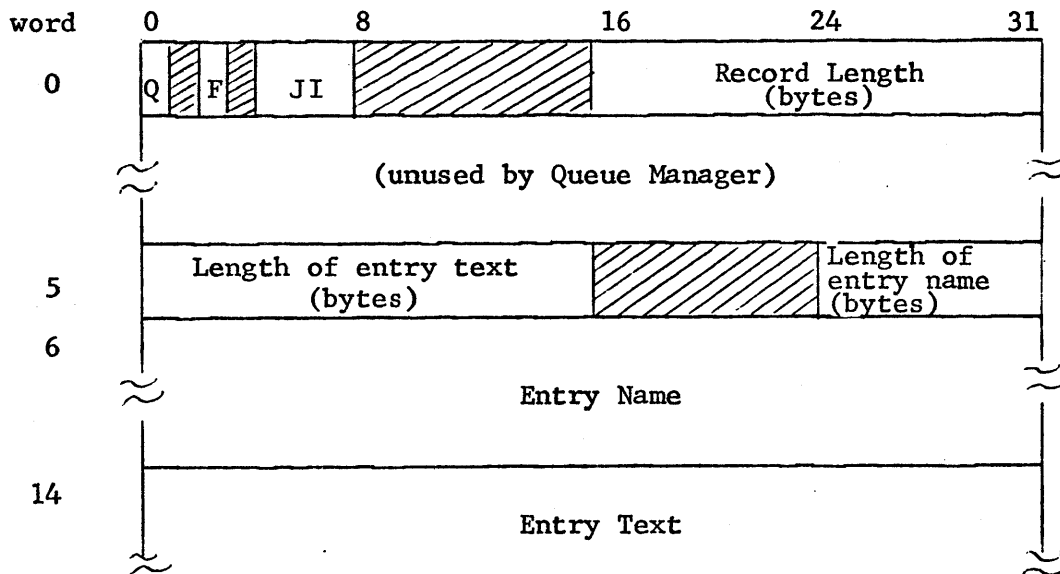 word 0 8 16 24 31
0 Q F JI Record Length
(bytes)
(unused by Queue Manager)
5 Length of entry text
(bytes) Length of
entry name
(bytes)
6
Entry Name
14
Entry Text